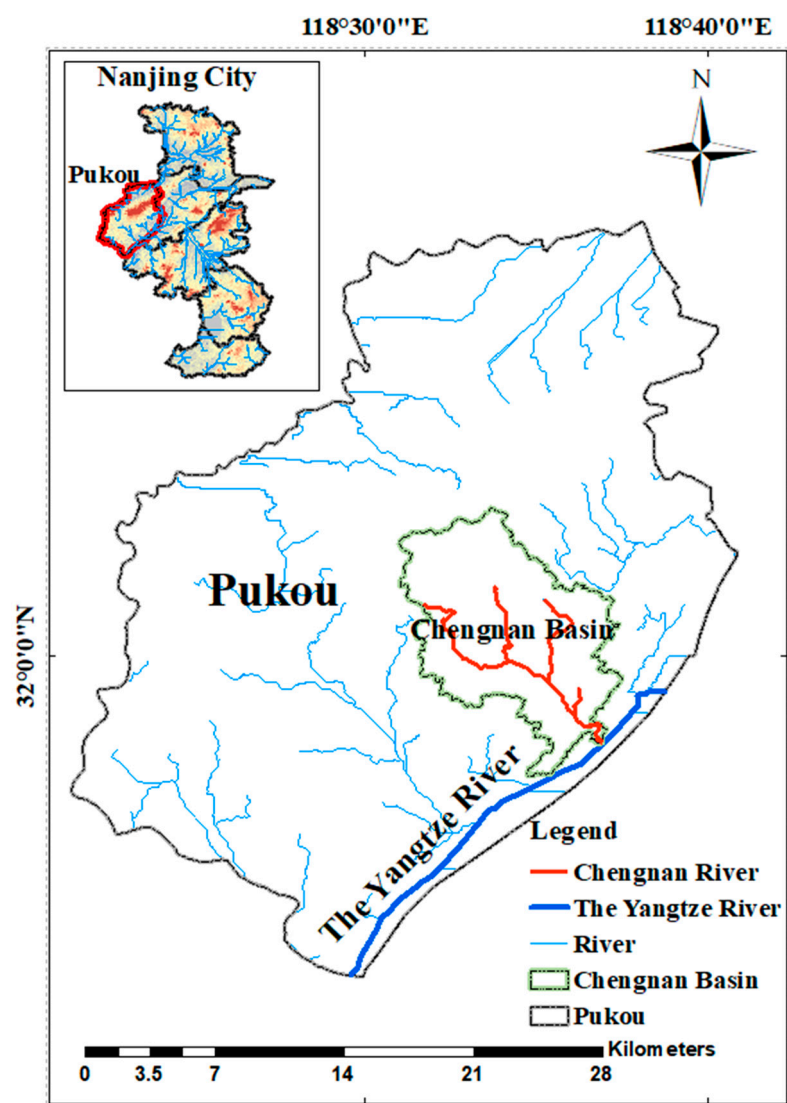 118°30'0"E 118°40'0"E
Nanjing City
N
Pukou
Pukou
Chengnan Basin
32°0'0"N
The Yangtze River
Legend
Chengnan River
The Yangtze River
River
Chengnan Basin
Pukou
Kilometers
0 3.5 7 14 21 28